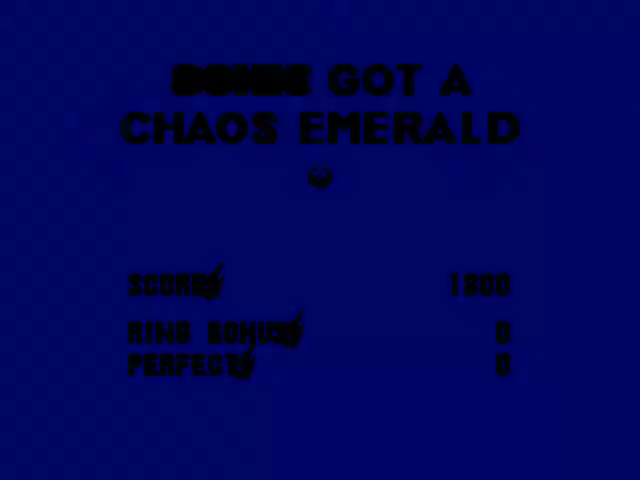 GOT A
CHAOS EMERALD
SCORE 1800
RING BONUS 0
PERFECT 0